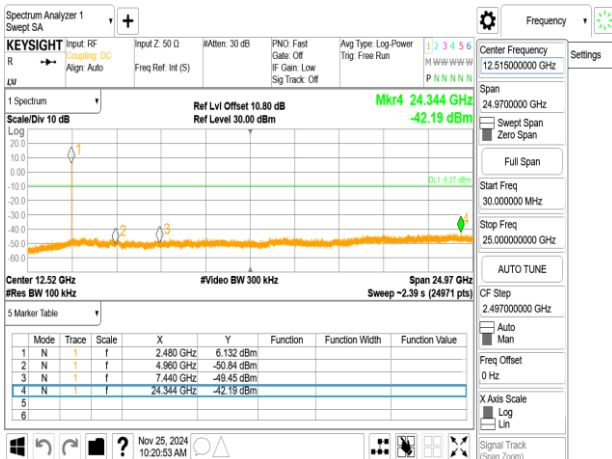 Spectrum Analyzer 1
Swept SA
Frequency
Settings
KEYSIGHT Input: RF
Coupling: DC
Align: Auto
R
Input Z: 50 Ω
Freq Ref: Int (S)
#Atten: 30 dB
PNO: Fast
Gate: Off
IF Gain: Low
Sig Track: Off
Avg Type: Log-Power
Trig: Free Run
1 2 3 4 5 6
M W W W W W
P N N N N N
1 Spectrum
Scale/Div 10 dB
Ref Lvl Offset 10.80 dB
Ref Level 30.00 dBm
Mkr4 24.344 GHz
-42.19 dBm
Log
20.0
10.0
0.00
-10.0
-20.0
-30.0
-40.0
-50.0
-60.0
1
2
3
4
DL1 -8.27 dBm
Center 12.52 GHz
#Res BW 100 kHz
#Video BW 300 kHz
Span 24.97 GHz
Sweep ~2.39 s (24971 pts)
5 Marker Table
Mode Trace Scale X Y Function Function Width Function Value
1 N 1 f 2.480 GHz 6.132 dBm
2 N 1 f 4.960 GHz -50.84 dBm
3 N 1 f 7.440 GHz -49.45 dBm
4 N 1 f 24.344 GHz -42.19 dBm
5
6
Nov 25, 2024
10:20:53 AM
Center Frequency
12.515000000 GHz
Span
24.9700000 GHz
Swept Span
Zero Span
Full Span
Start Freq
30.000000 MHz
Stop Freq
25.000000000 GHz
AUTO TUNE
CF Step
2.497000000 GHz
Auto
Man
Freq Offset
0 Hz
X Axis Scale
Log
Lin
Signal Track
(Span Zoom)